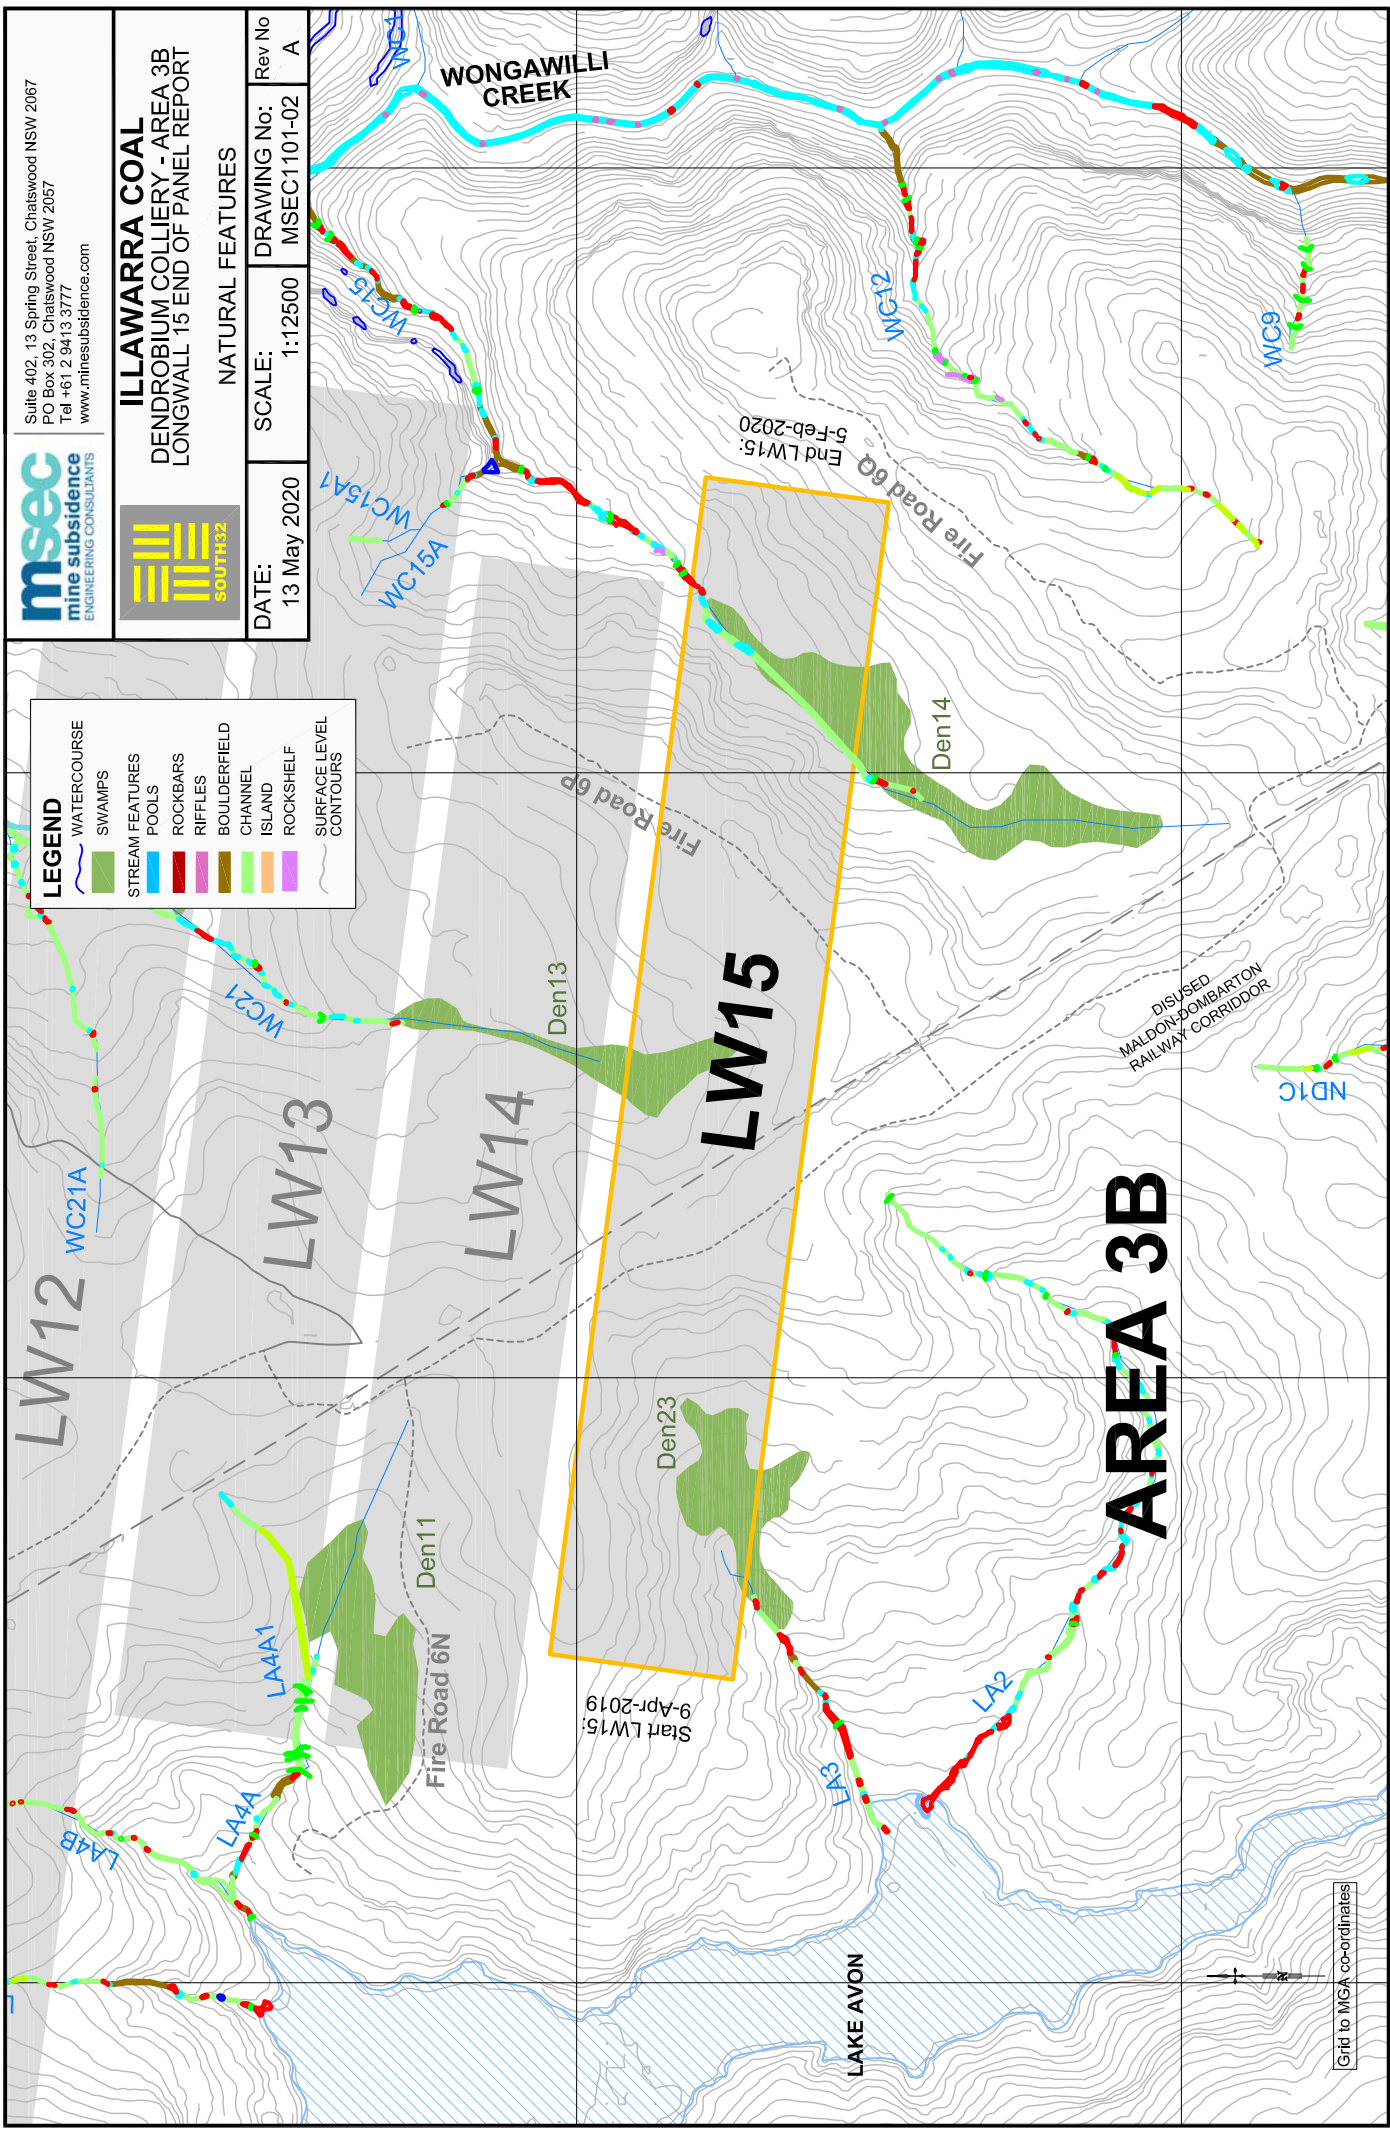 msec
mine subsidence
ENGINEERING CONSULTANTS
Suite 402, 13 Spring Street, Chatswood NSW 2067
PO Box 302, Chatswood NSW 2057
Tel +61 2 9413 3777
www.minesubsidence.com
SOUTH32
ILLAWARRA COAL
DENDROBIUM COLLIERY - AREA 3B
LONGWALL 15 END OF PANEL REPORT
NATURAL FEATURES
DATE:
13 May 2020
SCALE:
1:12500
DRAWING No:
MSEC1101-02
Rev No
A
LEGEND
WATERCOURSE
SWAMPS
STREAM FEATURES
POOLS
ROCKBARS
RIFFLES
BOULDERFIELD
CHANNEL
ISLAND
ROCKSHELF
SURFACE LEVEL
CONTOURS
WC21A
WC21
LW12
LW13
LW14
LW15
WC15
WC15A1
WC15A
WC1
WONGAWILLI
CREEK
WC12
WC9
End LW15:
5-Feb-2020
Fire Road 6Q
Fire Road 6P
Den14
Den13
Den23
Den11
Fire Road 6N
LA4A1
LA4A
LA4B
Start LW15:
9-Apr-2019
LA3
LA2
AREA 3B
DISUSED
MALDON-DOMBARTON
RAILWAY CORRIDDOR
ND1C
LAKE AVON
N
Grid to MGA co-ordinates